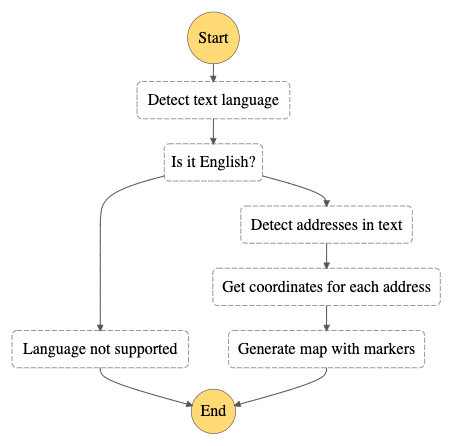 Start
Detect text language
Is it English?
Detect addresses in text
Get coordinates for each address
Language not supported
Generate map with markers
End